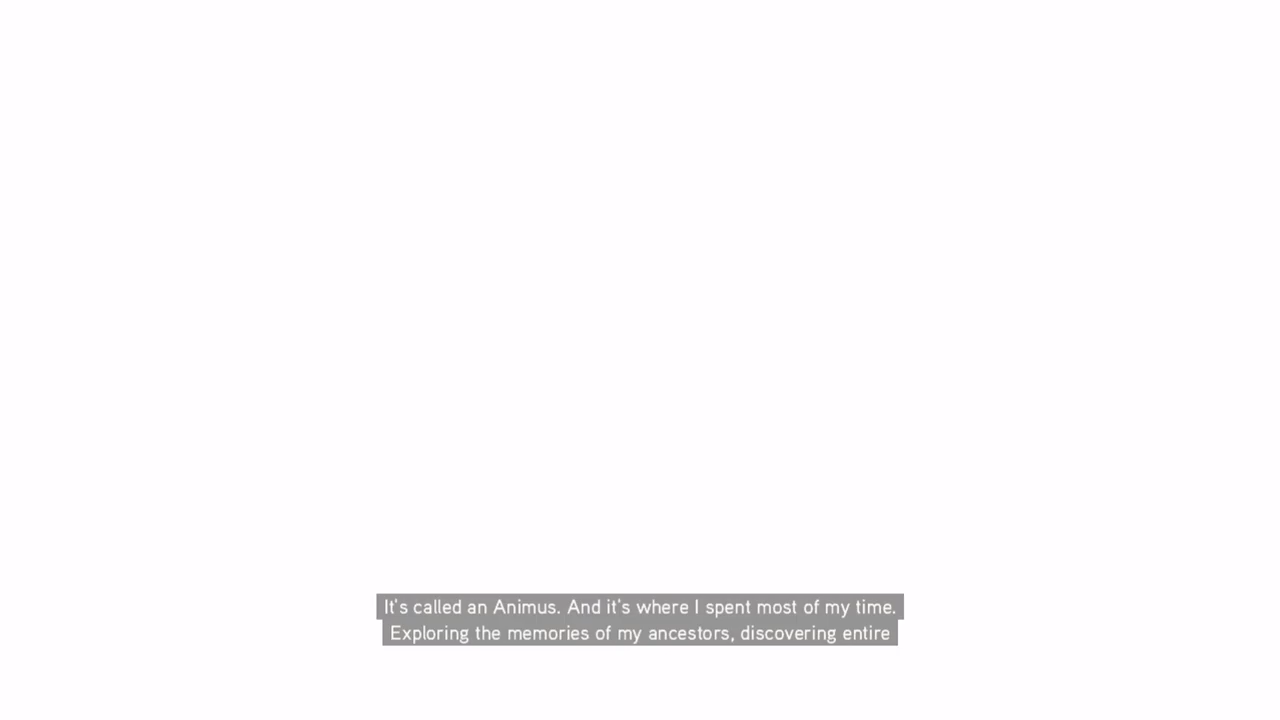 It's called an Animus. And it's where I spent most of my time.
Exploring the memories of my ancestors, discovering entire